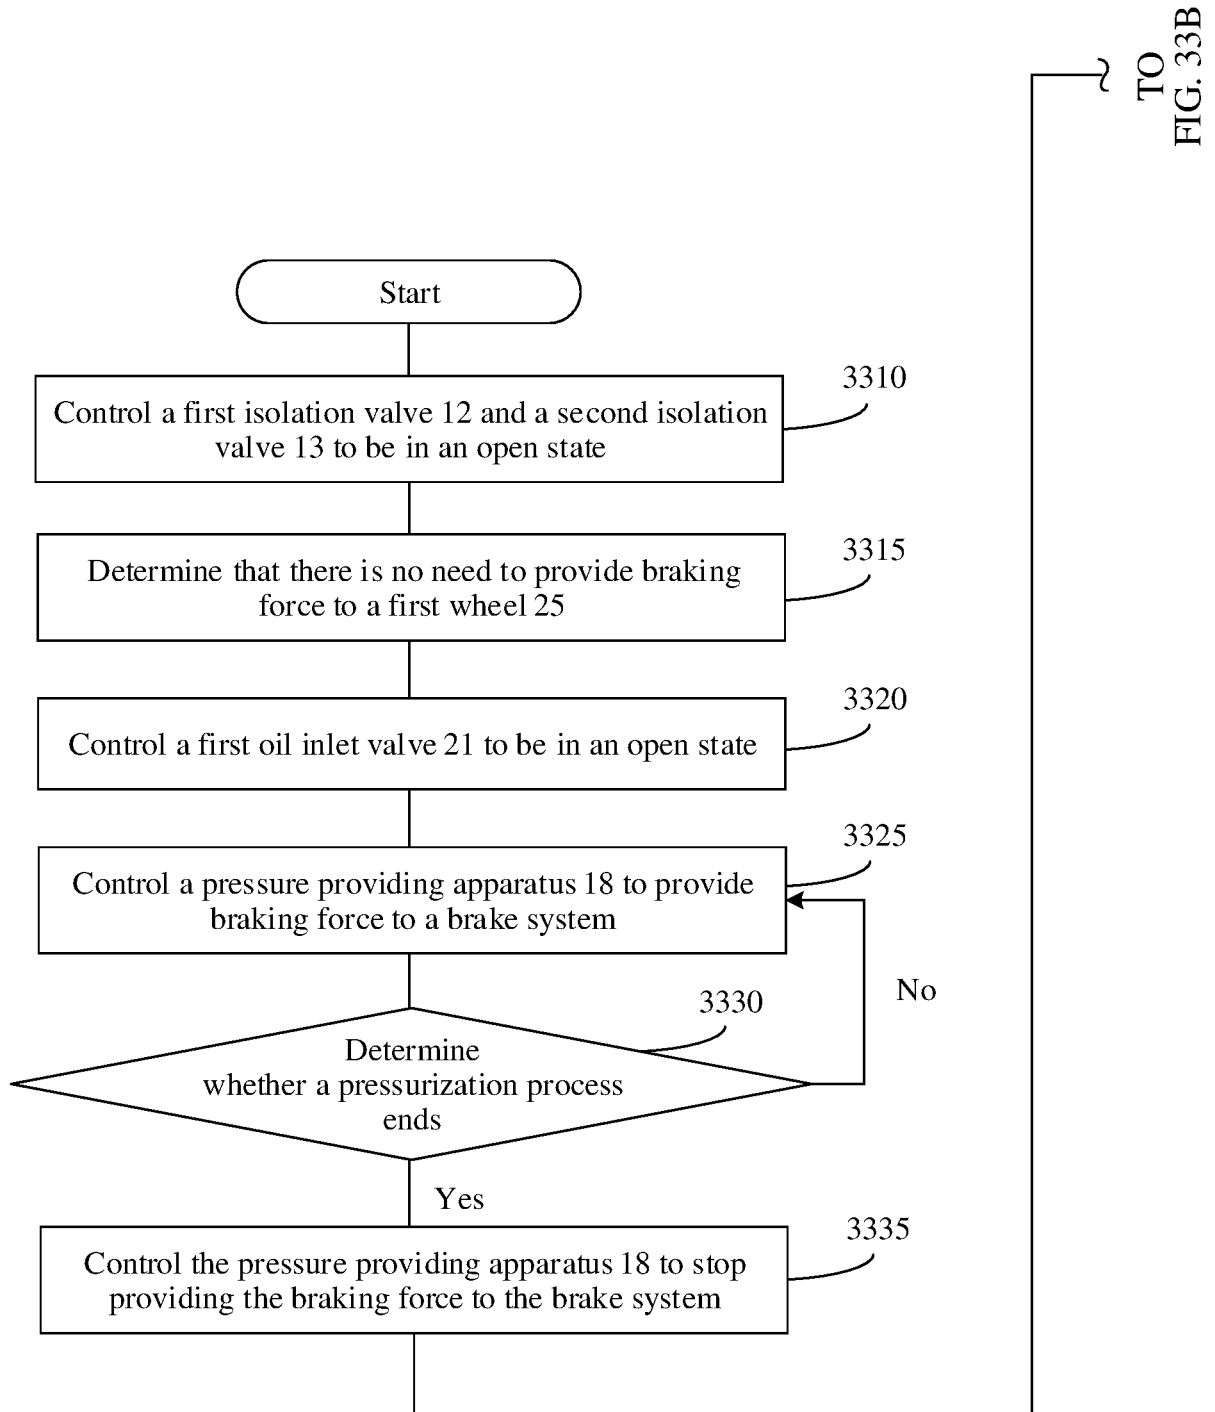 TO
FIG. 33B
Start
3310
Control a first isolation valve 12 and a second isolation
valve 13 to be in an open state
3315
Determine that there is no need to provide braking
force to a first wheel 25
3320
Control a first oil inlet valve 21 to be in an open state
3325
Control a pressure providing apparatus 18 to provide
braking force to a brake system
No
3330
Determine
whether a pressurization process
ends
Yes
3335
Control the pressure providing apparatus 18 to stop
providing the braking force to the brake system